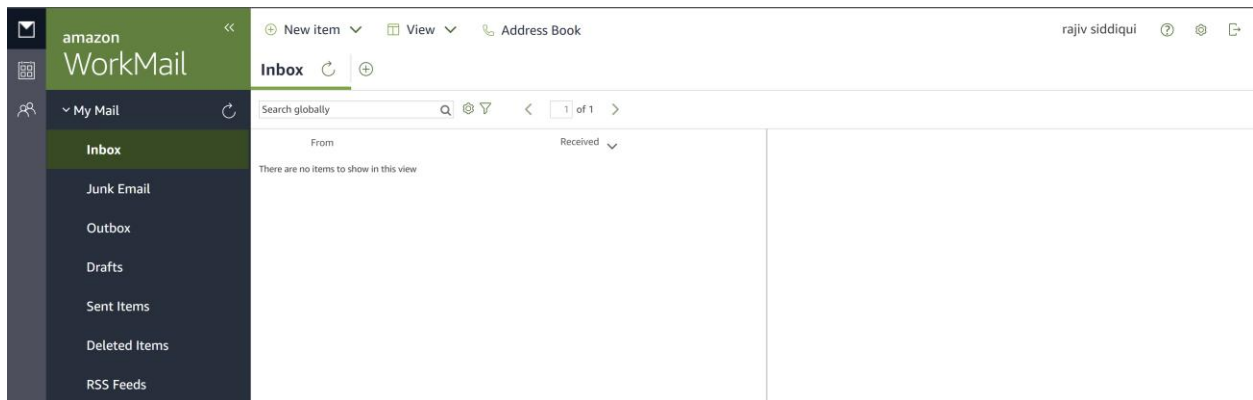 amazon
WorkMail
New item
View
Address Book
rajiv siddiqui
Inbox
My Mail
Search globally
1 of 1
Inbox
From
Received
There are no items to show in this view
Junk Email
Outbox
Drafts
Sent Items
Deleted Items
RSS Feeds